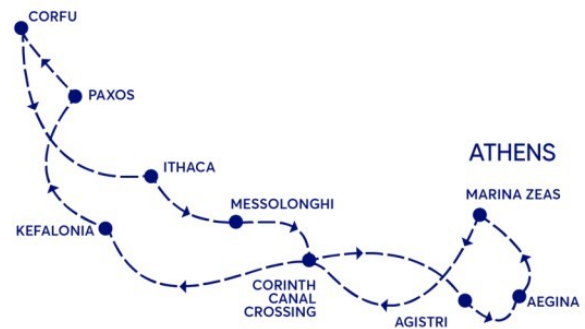 CORFU
PAXOS
ATHENS
ITHACA
MARINA ZEAS
MESSOLONGHI
KEFALONIA
CORINTH
CANAL
CROSSING
AEGINA
AGISTRI